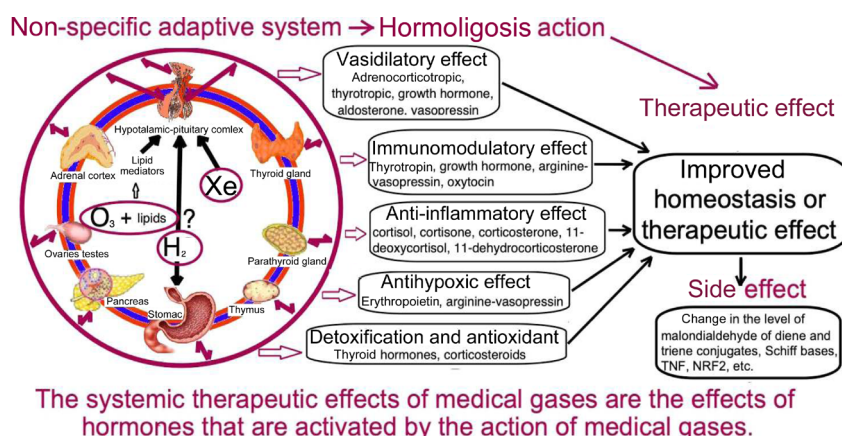 Non-specific adaptive system → Hormoligosis action
Therapeutic effect
Hypotalamic-pituitary comlex
Adrenal cortex
Lipid
mediators
Thyroid gland
Xe
O₃ + lipids
?
H₂
Ovaries testes
Parathyroid gland
Pancreas
Stomac
Thymus
Vasidilatory effect
Adrenocorticotropic,
thyrotropic, growth hormone,
aldosterone. vasopressin
Immunomodulatory effect
Thyrotropin, growth hormone, arginine-
vasopressin, oxytocin
Anti-inflammatory effect
cortisol, cortisone, corticosterone, 11-
deoxycortisol, 11-dehydrocorticosterone
Antihypoxic effect
Erythropoietin, arginine-vasopressin
Detoxification and antioxidant
Thyroid hormones, corticosteroids
Improved
homeostasis or
therapeutic effect
Side effect
Change in the level of
malondialdehyde of diene and
triene conjugates, Schiff bases,
TNF, NRF2, etc.
The systemic therapeutic effects of medical gases are the effects of
hormones that are activated by the action of medical gases.